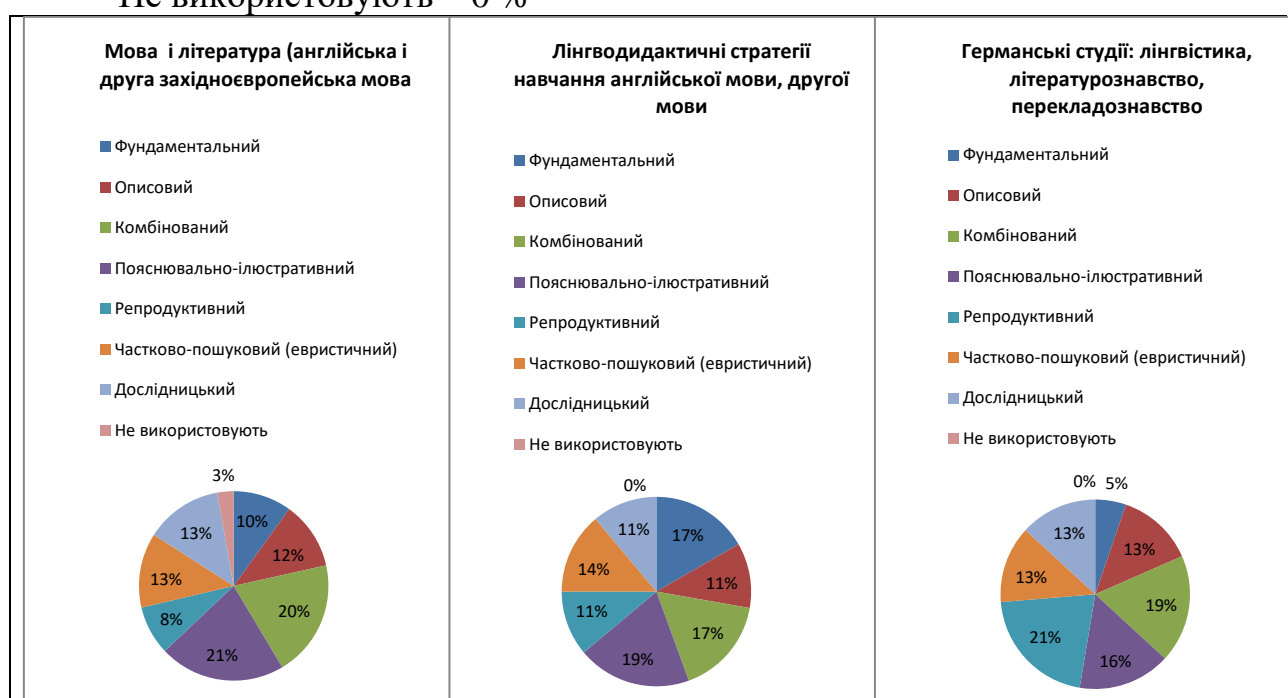 Не використовують – 0 %
Мова і література (англійська і
друга західноєвропейська мова
Фундаментальний
Описовий
Комбінований
Пояснювально-ілюстративний
Репродуктивний
Частково-пошуковий (евристичний)
Дослідницький
Не використовують
3%
10%
13%
12%
13%
20%
8%
21%
Лінгводидактичні стратегії
навчання англійської мови, другої
мови
Фундаментальний
Описовий
Комбінований
Пояснювально-ілюстративний
Репродуктивний
Частково-пошуковий (евристичний)
Дослідницький
Не використовують
0%
11%
17%
14%
11%
11%
17%
19%
Германські студії: лінгвістика,
літературознавство,
перекладознавство
Фундаментальний
Описовий
Комбінований
Пояснювально-ілюстративний
Репродуктивний
Частково-пошуковий (евристичний)
Дослідницький
Не використовують
0% 5%
13%
13%
13%
19%
21%
16%